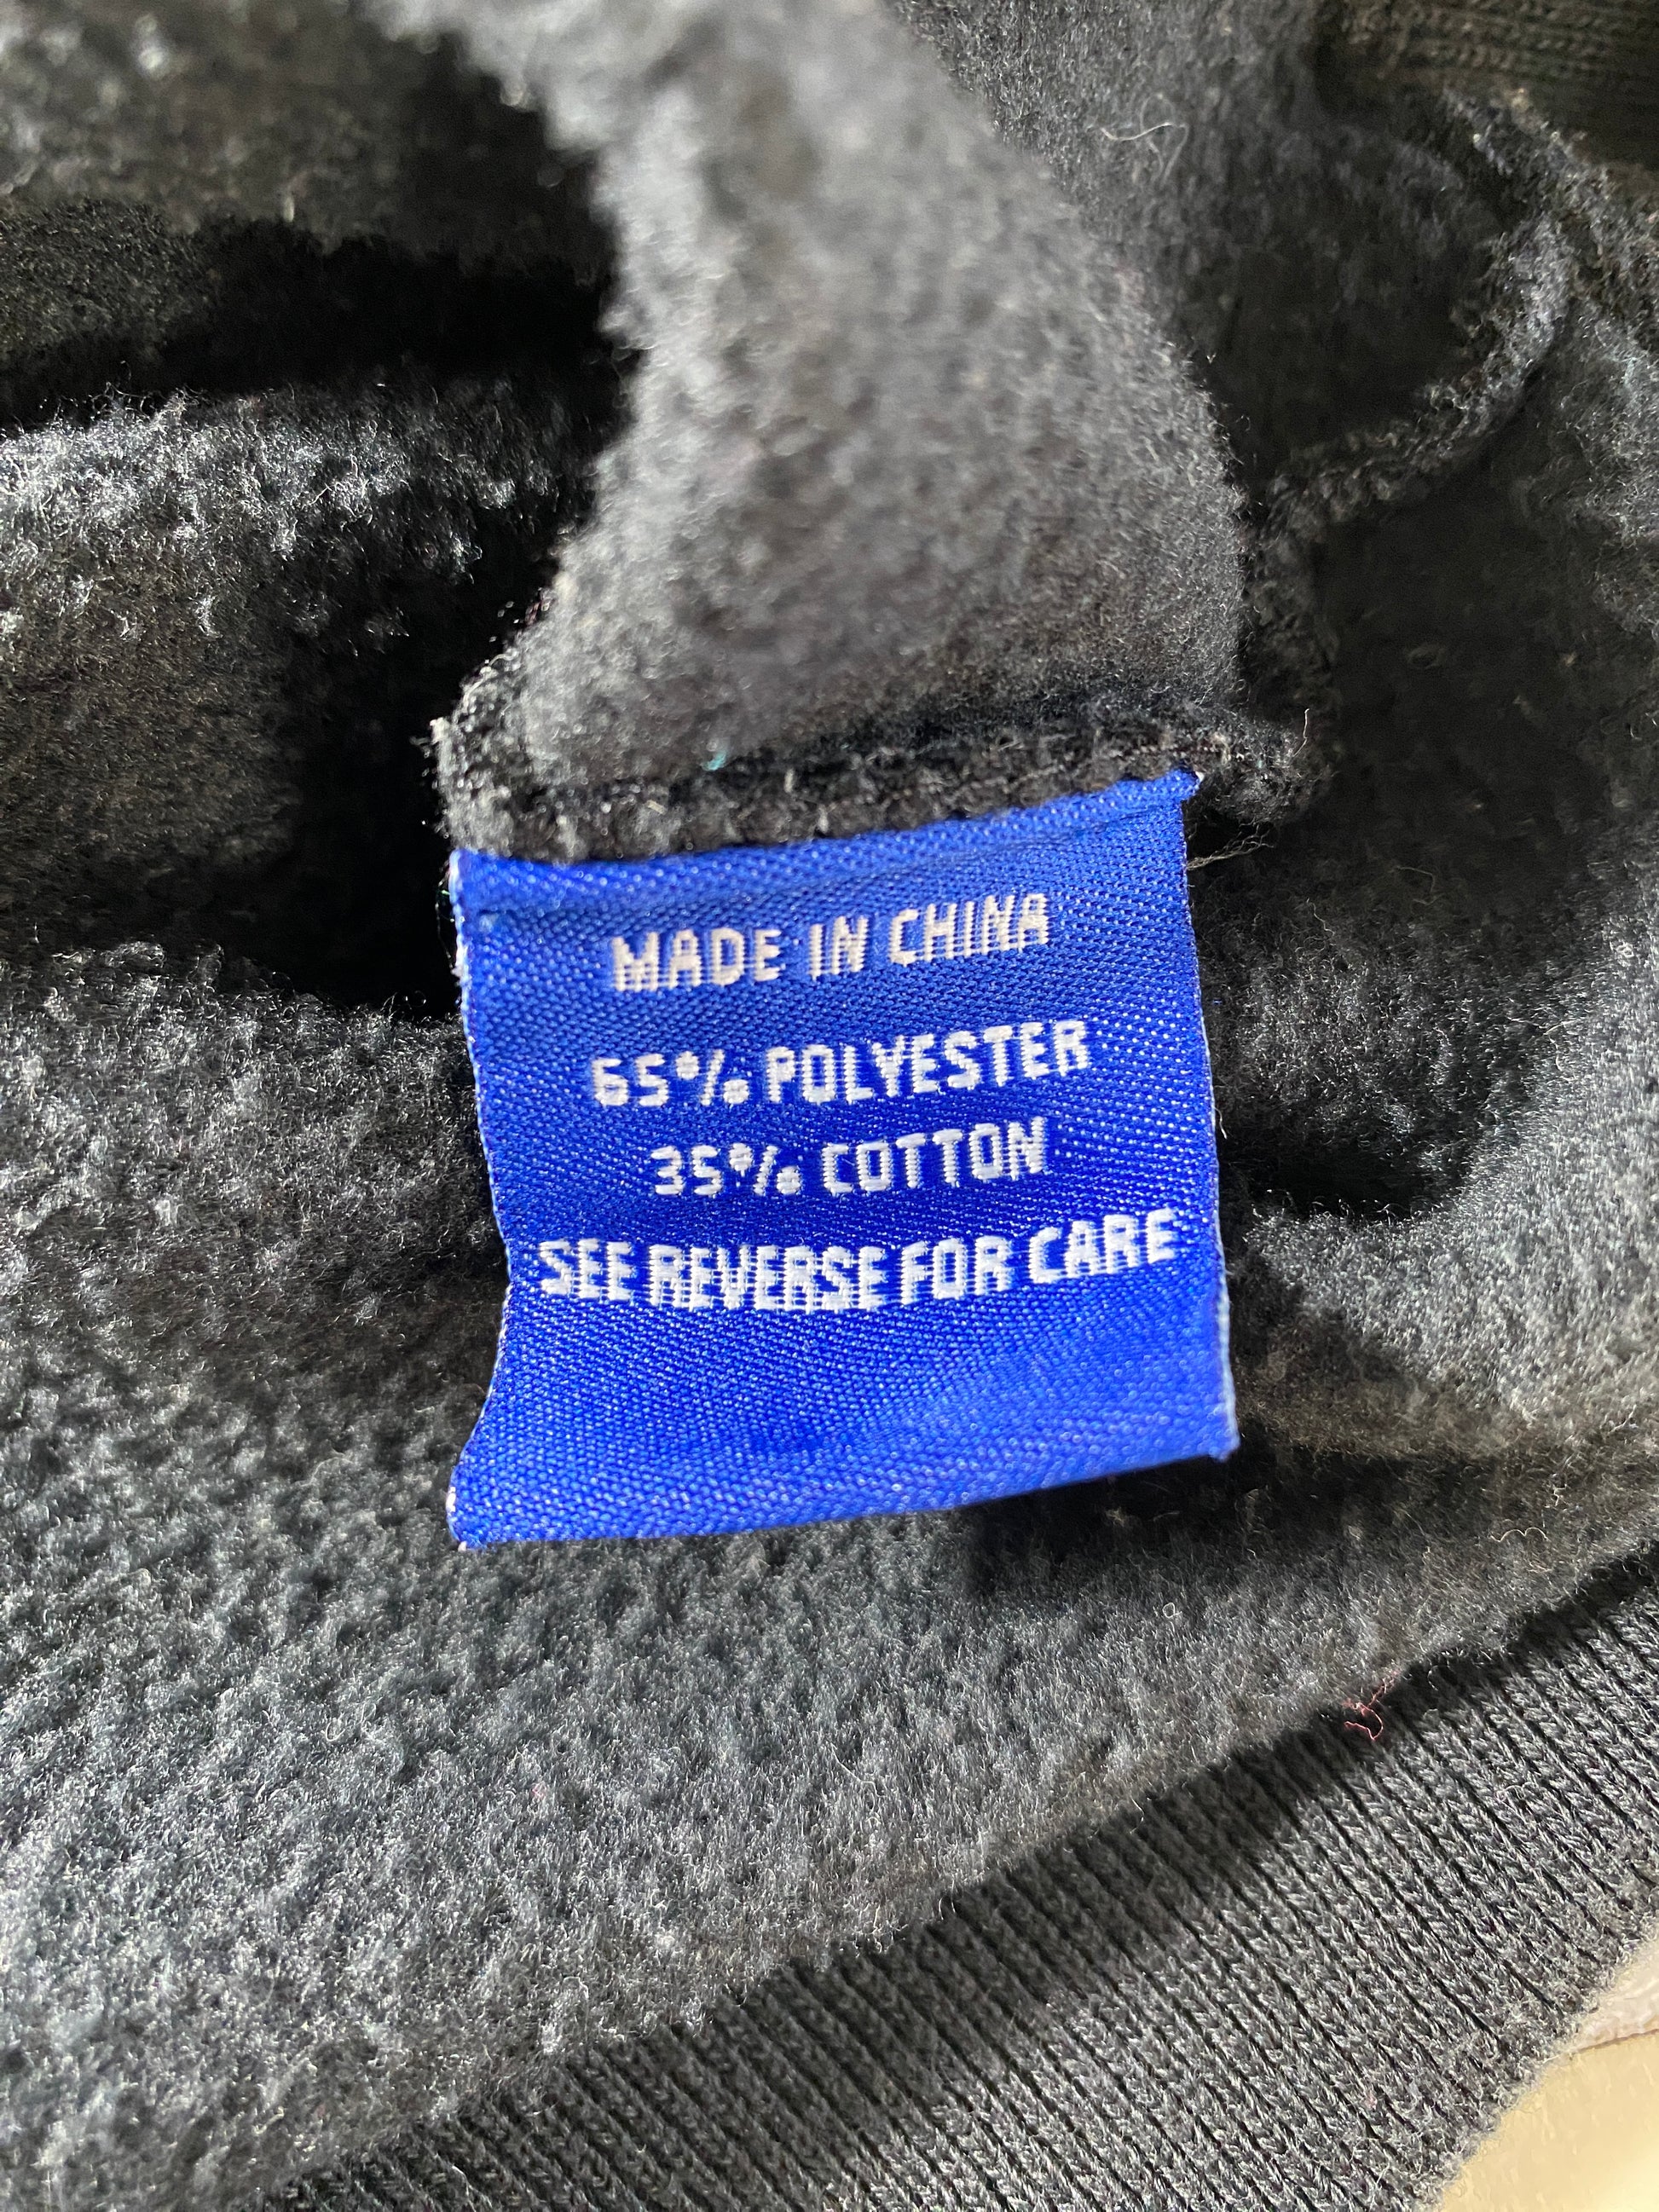 MADE IN CHINA
65% POLYESTER
35% COTTON
SEE REVERSE FOR CARE